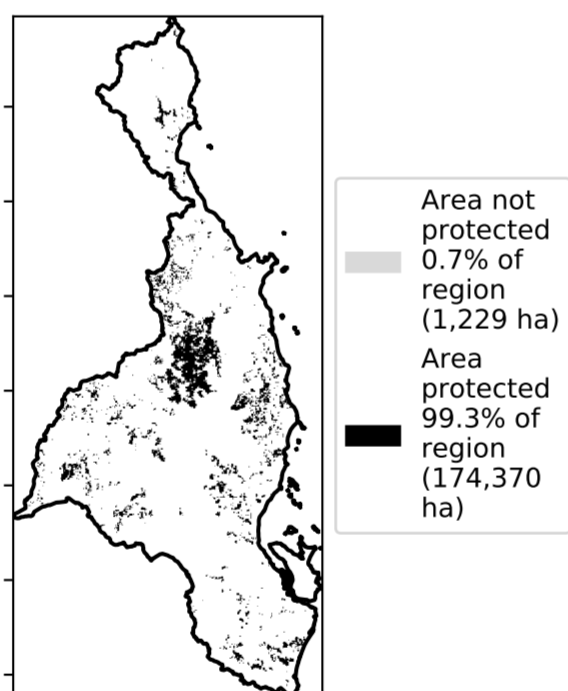 Area not
protected
0.7% of
region
(1,229 ha)
Area
protected
99.3% of
region
(174,370
ha)